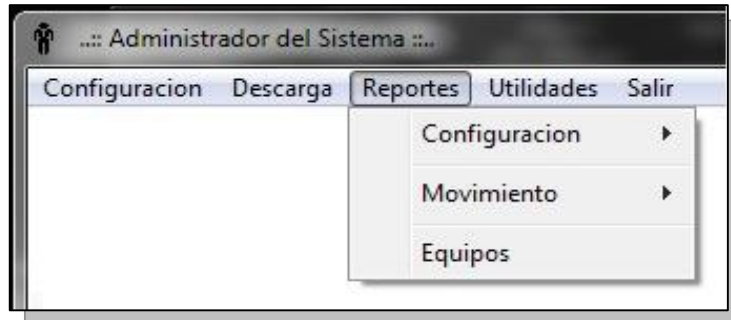 ..:: Administrador del Sistema ::..
Configuracion Descarga Reportes Utilidades Salir
Configuracion
Movimiento
Equipos